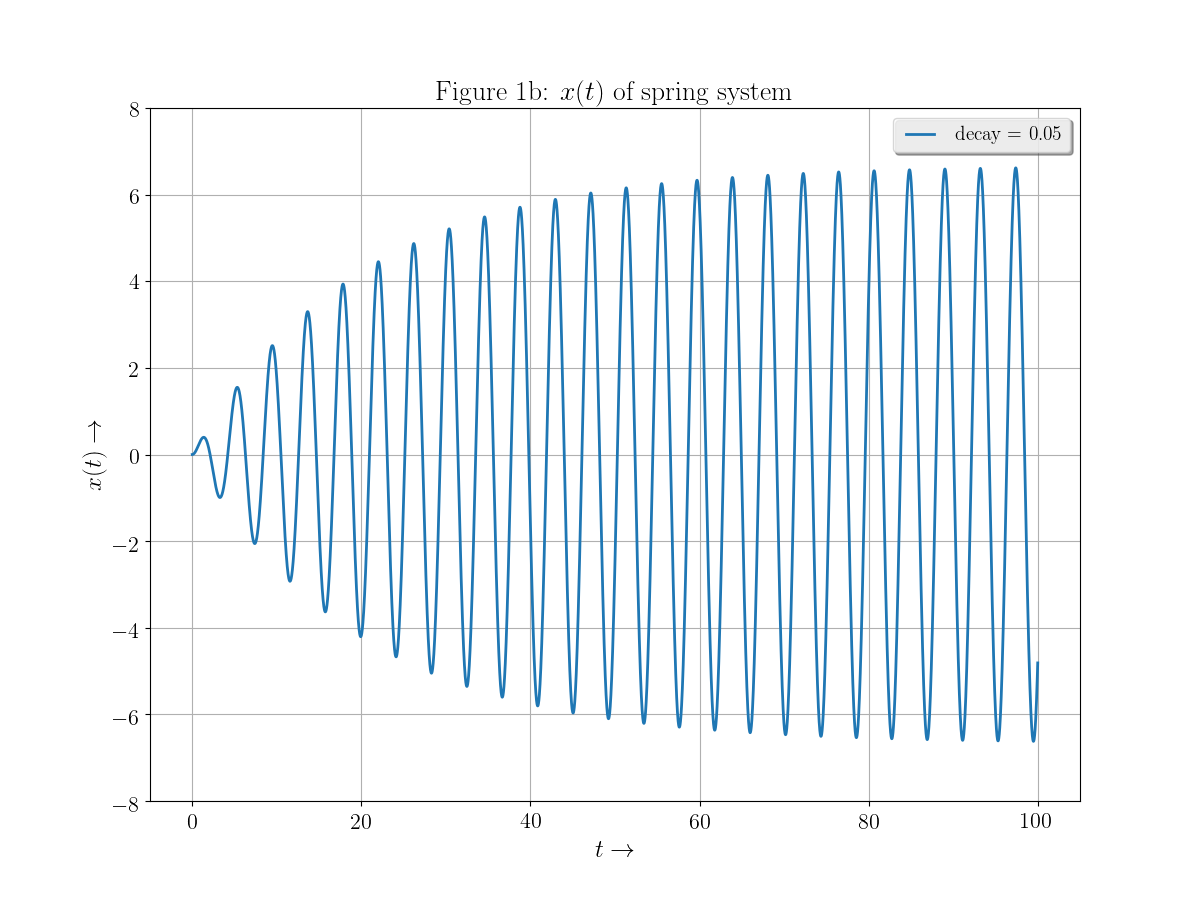 Figure 1b: x(t) of spring system
decay = 0.05
8
6
4
2
0
−2
−4
−6
−8
x(t) →
0 20 40 60 80 100
t →